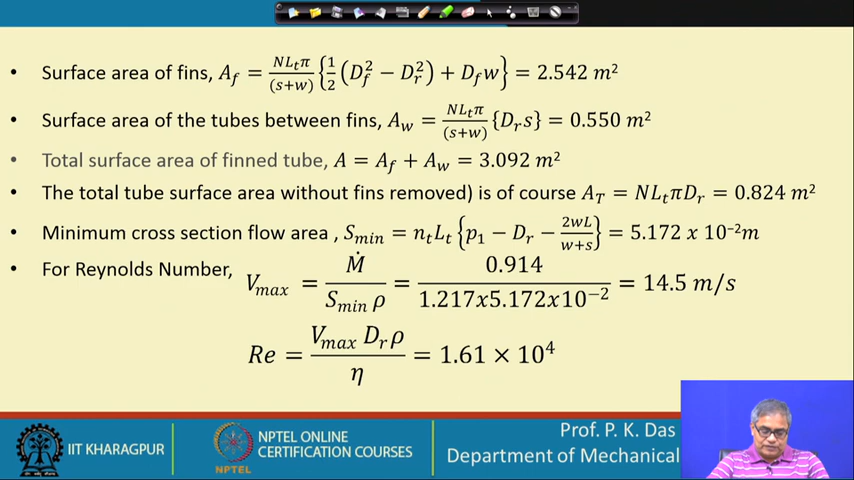 • Surface area of fins, A_f = NL_tπ/(s+w) {1/2 (D_f² − D_r²) + D_f w} = 2.542 m²
• Surface area of the tubes between fins, A_w = NL_tπ/(s+w) {D_r s} = 0.550 m²
• Total surface area of finned tube, A = A_f + A_w = 3.092 m²
• The total tube surface area without fins removed) is of course A_T = NL_tπD_r = 0.824 m²
• Minimum cross section flow area , S_min = n_t L_t {p_1 − D_r − 2wL/(w+s)} = 5.172 x 10⁻²m
• For Reynolds Number, V_max = Ṁ/(S_min ρ) = 0.914/(1.217x5.172x10⁻²) = 14.5 m/s
Re = V_max D_r ρ/η = 1.61 × 10⁴
IIT KHARAGPUR
NPTEL
NPTEL ONLINE
CERTIFICATION COURSES
Prof. P. K. Das
Department of Mechanical